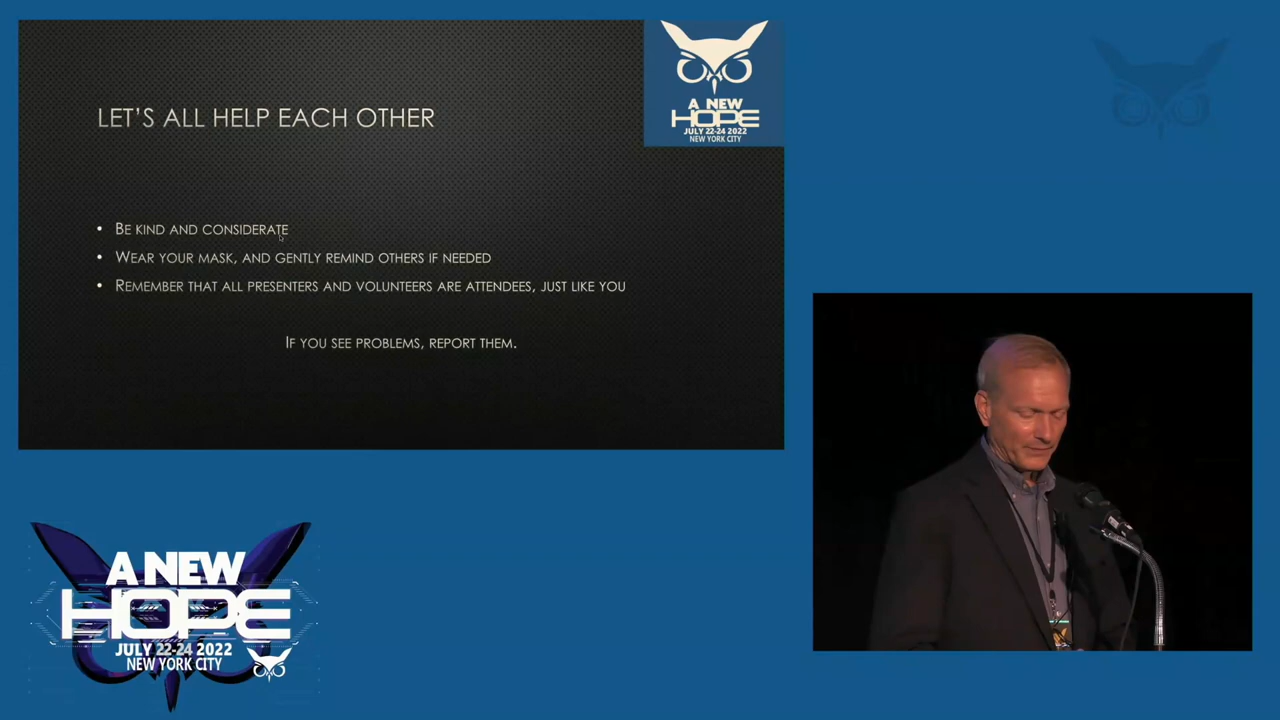 LET'S ALL HELP EACH OTHER
• BE KIND AND CONSIDERATE
• WEAR YOUR MASK, AND GENTLY REMIND OTHERS IF NEEDED
• REMEMBER THAT ALL PRESENTERS AND VOLUNTEERS ARE ATTENDEES, JUST LIKE YOU
IF YOU SEE PROBLEMS, REPORT THEM.
A NEW
HOPE
JULY 22-24 2022
NEW YORK CITY
A NEW
HOPE
JULY 22-24 2022
NEW YORK CITY